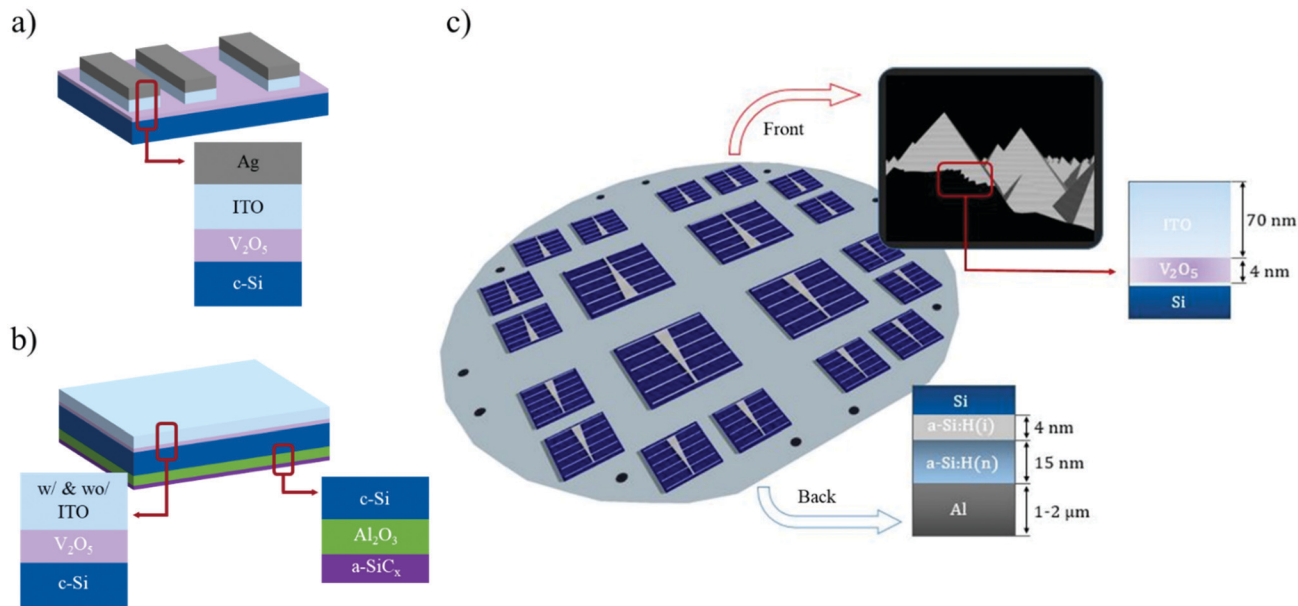 a)
Ag
ITO
V₂O₅
c-Si
b)
w/ & wo/
ITO
V₂O₅
c-Si
c-Si
Al₂O₃
a-SiCₓ
c)
Front
ITO
70 nm
V₂O₅
4 nm
Si
Si
a-Si:H(i)
4 nm
a-Si:H(n)
15 nm
Al
1-2 μm
Back